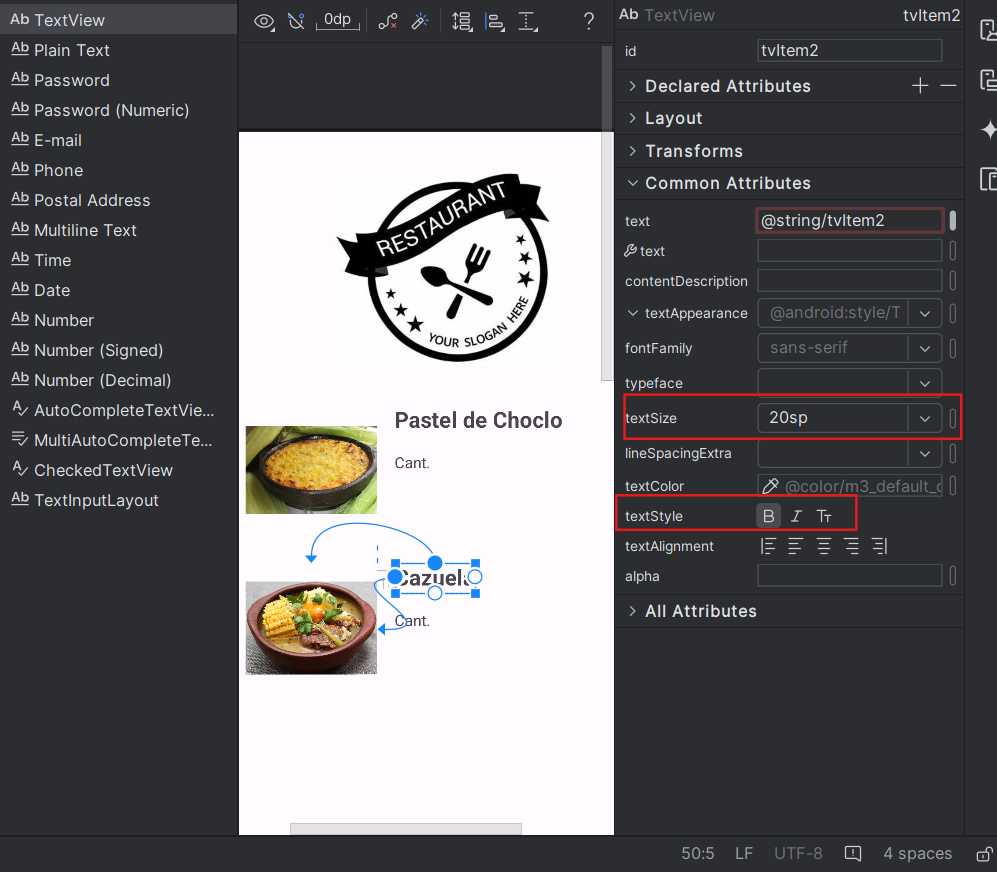 Ab TextView
Ab Plain Text
Ab Password
Ab Password (Numeric)
Ab E-mail
Ab Phone
Ab Postal Address
Ab Multiline Text
Ab Time
Ab Date
Ab Number
Ab Number (Signed)
Ab Number (Decimal)
AutoCompleteTextVie...
MultiAutoCompleteTe...
CheckedTextView
Ab TextInputLayout
0dp
?
RESTAURANT
YOUR SLOGAN HERE
Pastel de Choclo
Cant.
Cazuela
Cant.
Ab TextView tvItem2
id tvItem2
Declared Attributes
Layout
Transforms
Common Attributes
text @string/tvItem2
text
contentDescription
textAppearance @android:style/T
fontFamily sans-serif
typeface
textSize 20sp
lineSpacingExtra
textColor @color/m3_default_c
textStyle B I Tt
textAlignment
alpha
All Attributes
50:5 LF UTF-8 4 spaces